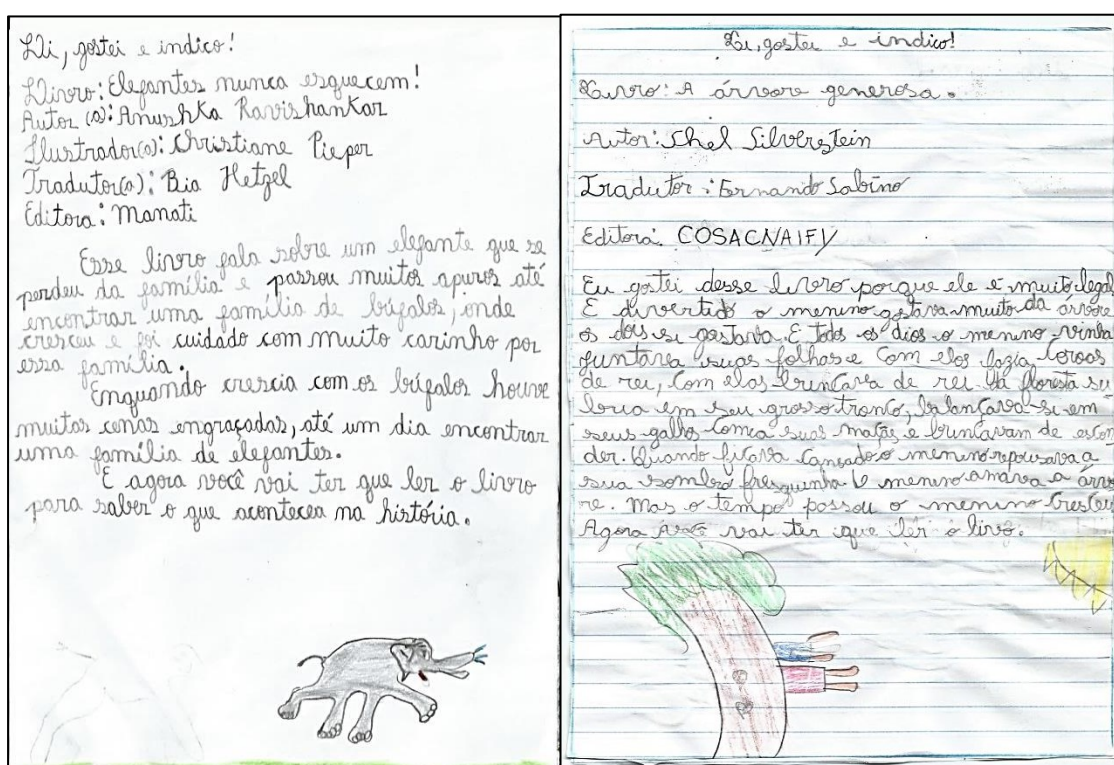 Li, gostei e indico!
Livro: Elefantes nunca esquecem!
Autor (a): Anushka Ravishankar
Ilustrador(a): Christiane Pieper
Tradutor(a): Bia Hetzel
Editora: Manati
Esse livro fala sobre um elefante que se
perdeu da família e passou muitos apuros até
encontrar uma família de búfalos, onde
cresceu e foi cuidado com muito carinho por
essa família.
Enquando crescia com os búfalos houve
muitas cenas engraçadas, até um dia encontrar
uma família de elefantes.
E agora você vai ter que ler o livro
para saber o que aconteceu na história.
Li, gostei e indico!
Livro: A árvore generosa.
Autor: Shel Silverstein
Tradutor: Fernando Sabino
Editora: COSACNAIFY
Eu gostei desse livro porque ele é muito legal
E divertido o menino gostava muito da árvore
os dois se gostava. E todos os dias o menino vinha
juntava suas folhas e com elas fazia coroas
de rei, com elas brincava de rei da floresta su
bia em seu grosso tronco, balançava-se em
seus galhos comia suas maçãs, e brincavam de escon
der. Quando ficava cansado o menino repousava a
sua sombra fresquinha O menino amava a árvo
re. Mas o tempo passou o menino cresceu
Agora você vai ter que ler o livro.